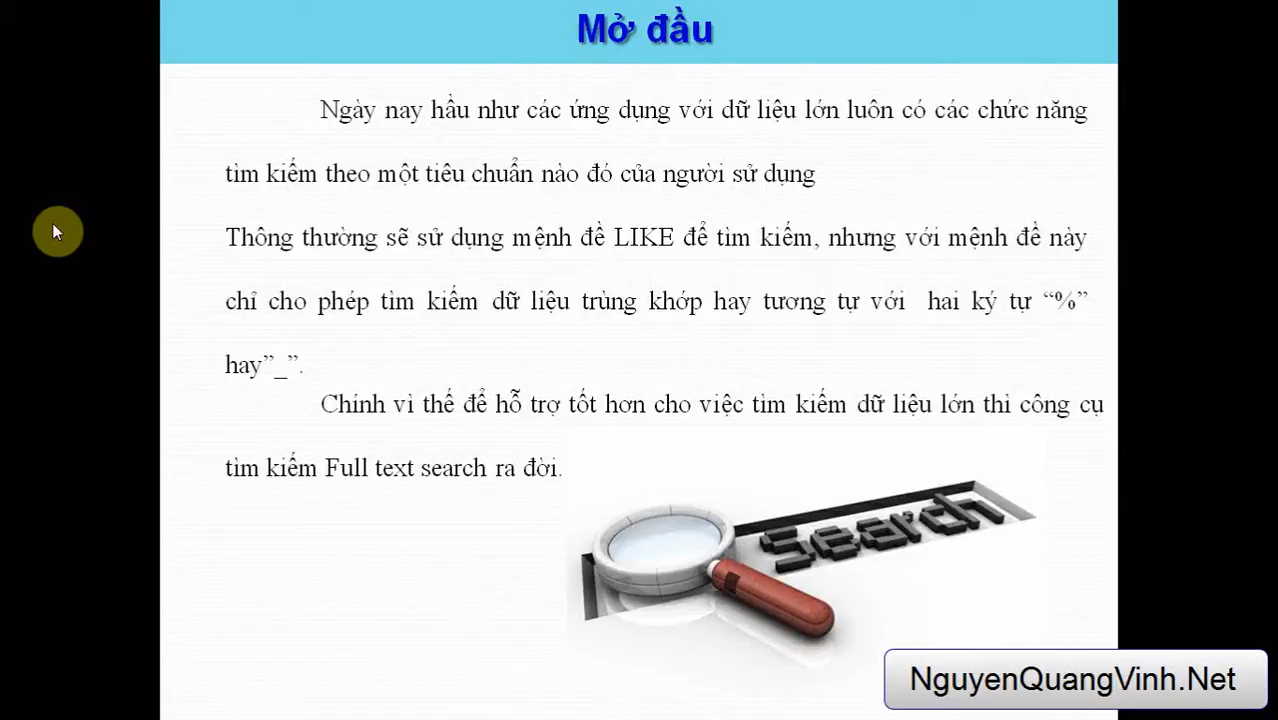 Mở đầu
Ngày nay hầu như các ứng dụng với dữ liệu lớn luôn có các chức năng
tìm kiếm theo một tiêu chuẩn nào đó của người sử dụng
Thông thường sẽ sử dụng mệnh đề LIKE để tìm kiếm, nhưng với mệnh đề này
chỉ cho phép tìm kiếm dữ liệu trùng khớp hay tương tự với hai ký tự “%”
hay”_”.
Chính vì thế để hỗ trợ tốt hơn cho việc tìm kiếm dữ liệu lớn thì công cụ
tìm kiếm Full text search ra đời.
Search
NguyenQuangVinh.Net